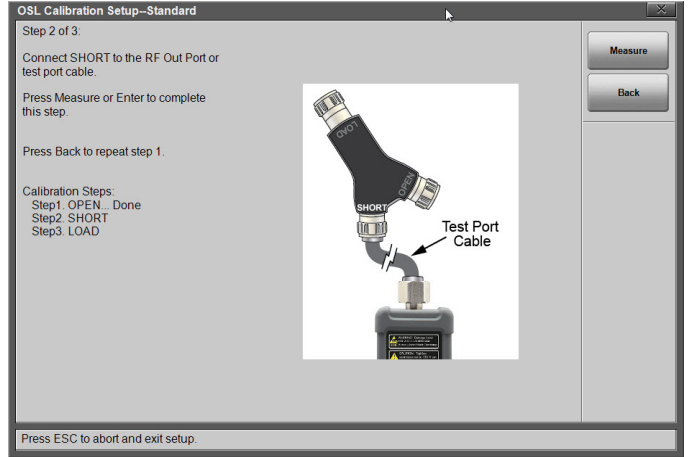 OSL Calibration Setup--Standard
Step 2 of 3:
Connect SHORT to the RF Out Port or
test port cable.
Press Measure or Enter to complete
this step.
Press Back to repeat step 1.
Calibration Steps:
Step1. OPEN... Done
Step2. SHORT
Step3. LOAD
LOAD
OPEN
SHORT
Test Port
Cable
Measure
Back
Press ESC to abort and exit setup.